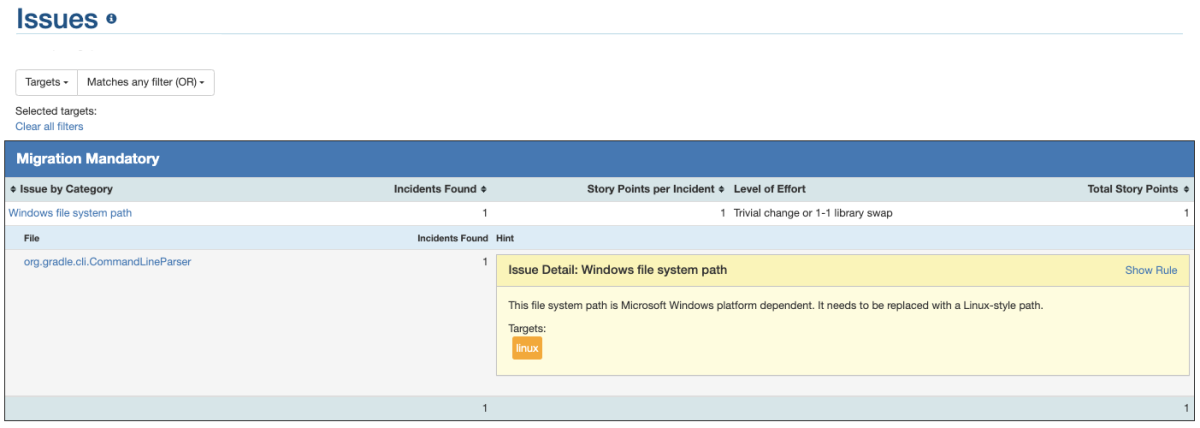 Issues
Targets Matches any filter (OR)
Selected targets:
Clear all filters
Migration Mandatory
Issue by Category Incidents Found Story Points per Incident Level of Effort Total Story Points
Windows file system path 1 1 Trivial change or 1-1 library swap 1
File Incidents Found Hint
org.gradle.cli.CommandLineParser 1 Issue Detail: Windows file system path Show Rule
This file system path is Microsoft Windows platform dependent. It needs to be replaced with a Linux-style path.
Targets:
linux
1 1